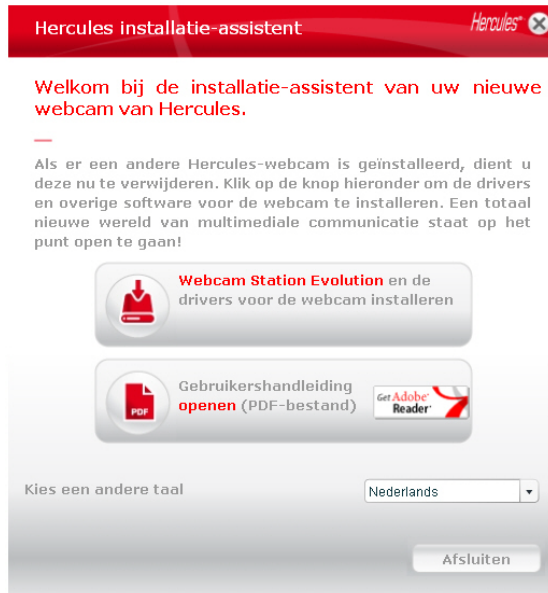 Hercules installatie-assistent
Hercules
Welkom bij de installatie-assistent van uw nieuwe
webcam van Hercules.
Als er een andere Hercules-webcam is geïnstalleerd, dient u
deze nu te verwijderen. Klik op de knop hieronder om de drivers
en overige software voor de webcam te installeren. Een totaal
nieuwe wereld van multimediale communicatie staat op het
punt open te gaan!
Webcam Station Evolution en de
drivers voor de webcam installeren
PDF
Gebruikershandleiding
openen (PDF-bestand)
Get Adobe®
Reader®
Kies een andere taal
Nederlands
Afsluiten